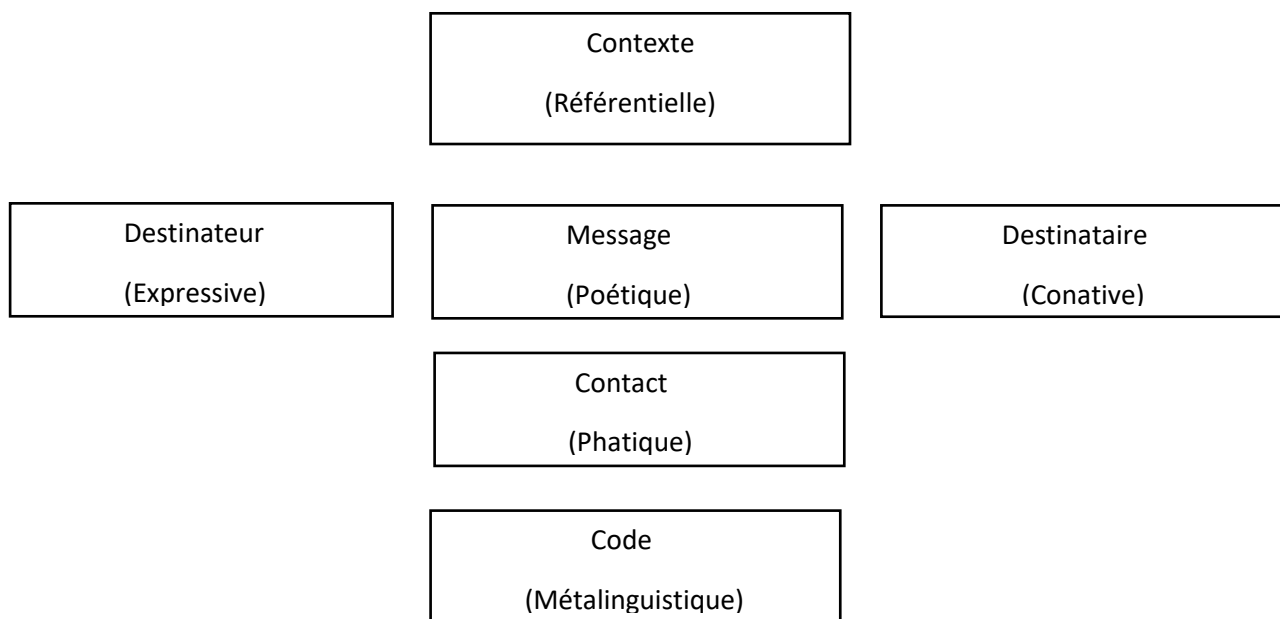 Contexte
(Référentielle)
Destinateur
(Expressive)
Message
(Poétique)
Destinataire
(Conative)
Contact
(Phatique)
Code
(Métalinguistique)